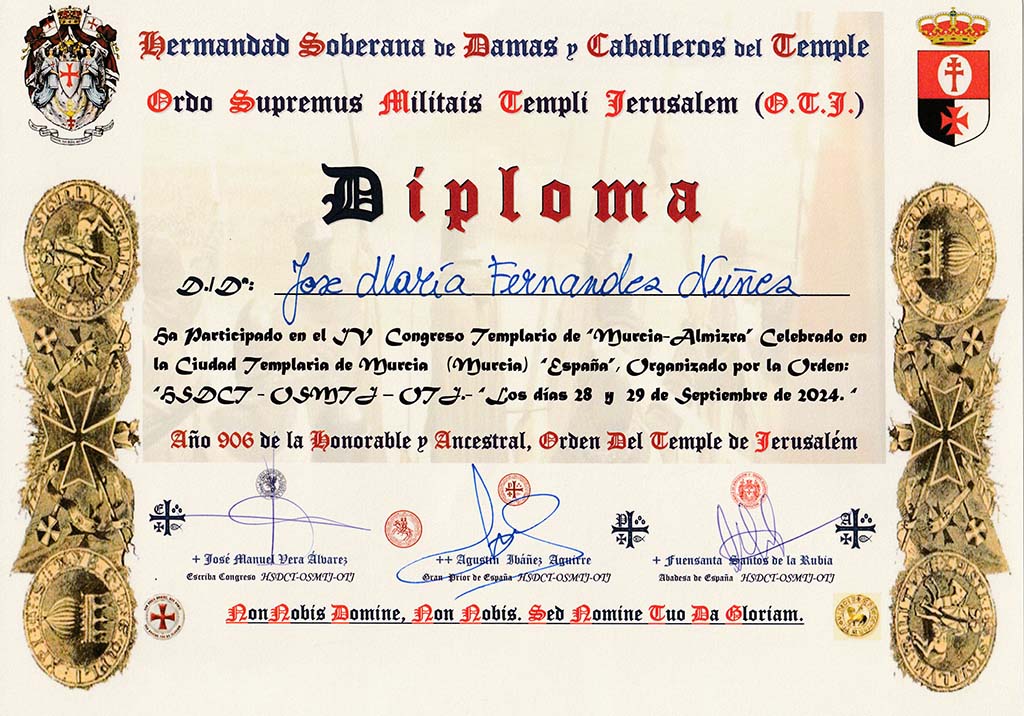 Hermandad Soberana de Damas y Caballeros del Temple
Ordo Supremus Militais Templi Jerusalem (O.T.J.)
Diploma
D./Dª: Jose María Fernandez Núñez
Ha Participado en el IV Congreso Templario de "Murcia-Almizra" Celebrado en
la Ciudad Templaria de Murcia (Murcia) "España", Organizado por la Orden:
"HSDCT - OSMTJ - OTJ.- "Los días 28 y 29 de Septiembre de 2024. "
Año 906 de la Honorable y Ancestral, Orden Del Temple de Jerusalém
E P A
+ José Manuel Vera Álvarez ++ Agustín Ibáñez Aguirre + Fuensanta Santos de la Rubia
Escriba Congreso HSDCT-OSMTJ-OTJ Gran Prior de España HSDCT-OSMTJ-OTJ Abadesa de España HSDCT-OSMTJ-OTJ
NonNobis Domine, Non Nobis. Sed Nomine Tuo Da Gloriam.